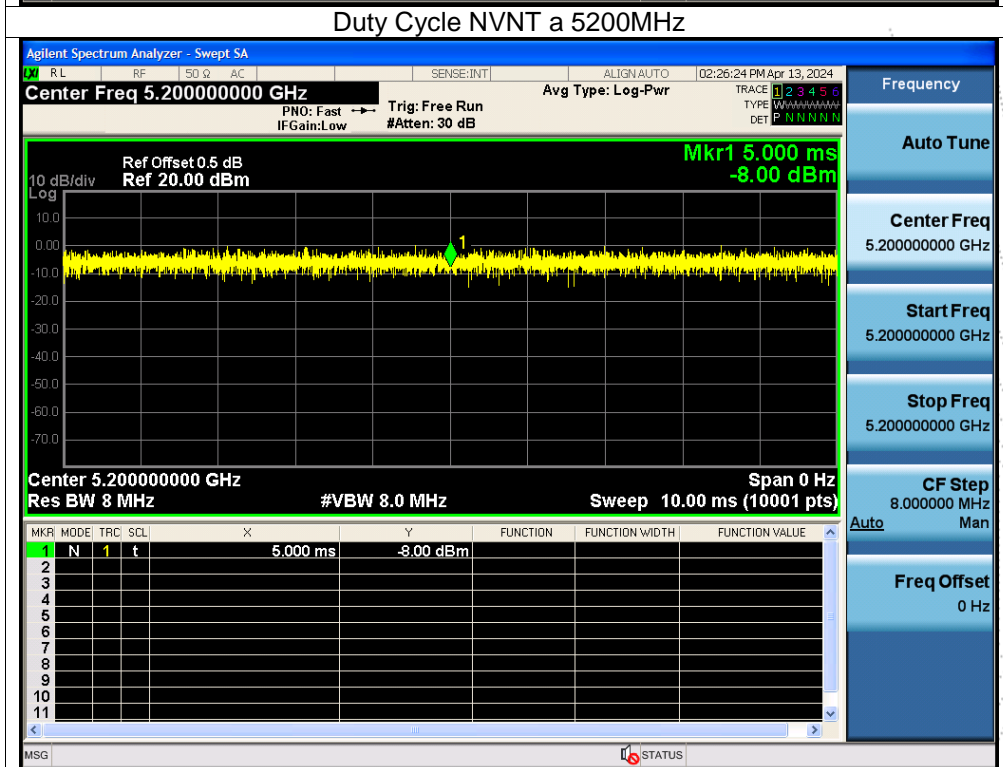 Duty Cycle NVNT a 5200MHz
Agilent Spectrum Analyzer - Swept SA
LXI RL RF 50 Ω AC SENSE:INT ALIGN AUTO 02:26:24 PM Apr 13, 2024
Center Freq 5.200000000 GHz Avg Type: Log-Pwr TRACE 1 2 3 4 5 6
PNO: Fast Trig: Free Run TYPE WWWWWW
IFGain:Low #Atten: 30 dB DET P N N N N N
Frequency
Auto Tune
Center Freq
5.200000000 GHz
Start Freq
5.200000000 GHz
Stop Freq
5.200000000 GHz
CF Step
8.000000 MHz
Auto Man
Freq Offset
0 Hz
Mkr1 5.000 ms
-8.00 dBm
Ref Offset 0.5 dB
10 dB/div Ref 20.00 dBm
Log
10.0
0.00
-10.0
-20.0
-30.0
-40.0
-50.0
-60.0
-70.0
1
Center 5.200000000 GHz Span 0 Hz
Res BW 8 MHz #VBW 8.0 MHz Sweep 10.00 ms (10001 pts)
MKR MODE TRC SCL X Y FUNCTION FUNCTION WIDTH FUNCTION VALUE
1 N 1 t 5.000 ms -8.00 dBm
2
3
4
5
6
7
8
9
10
11
MSG STATUS